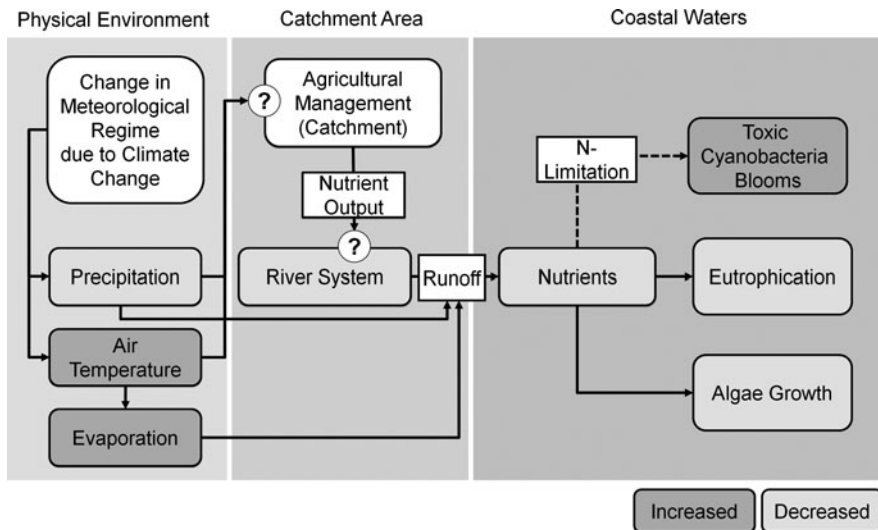 Physical Environment
Catchment Area
Coastal Waters
Change in
Meteorological
Regime
due to Climate
Change
?
Agricultural
Management
(Catchment)
N-
Limitation
Toxic
Cyanobacteria
Blooms
Nutrient
Output
?
Precipitation
River System
Runoff
Nutrients
Eutrophication
Air
Temperature
Algae Growth
Evaporation
Increased
Decreased